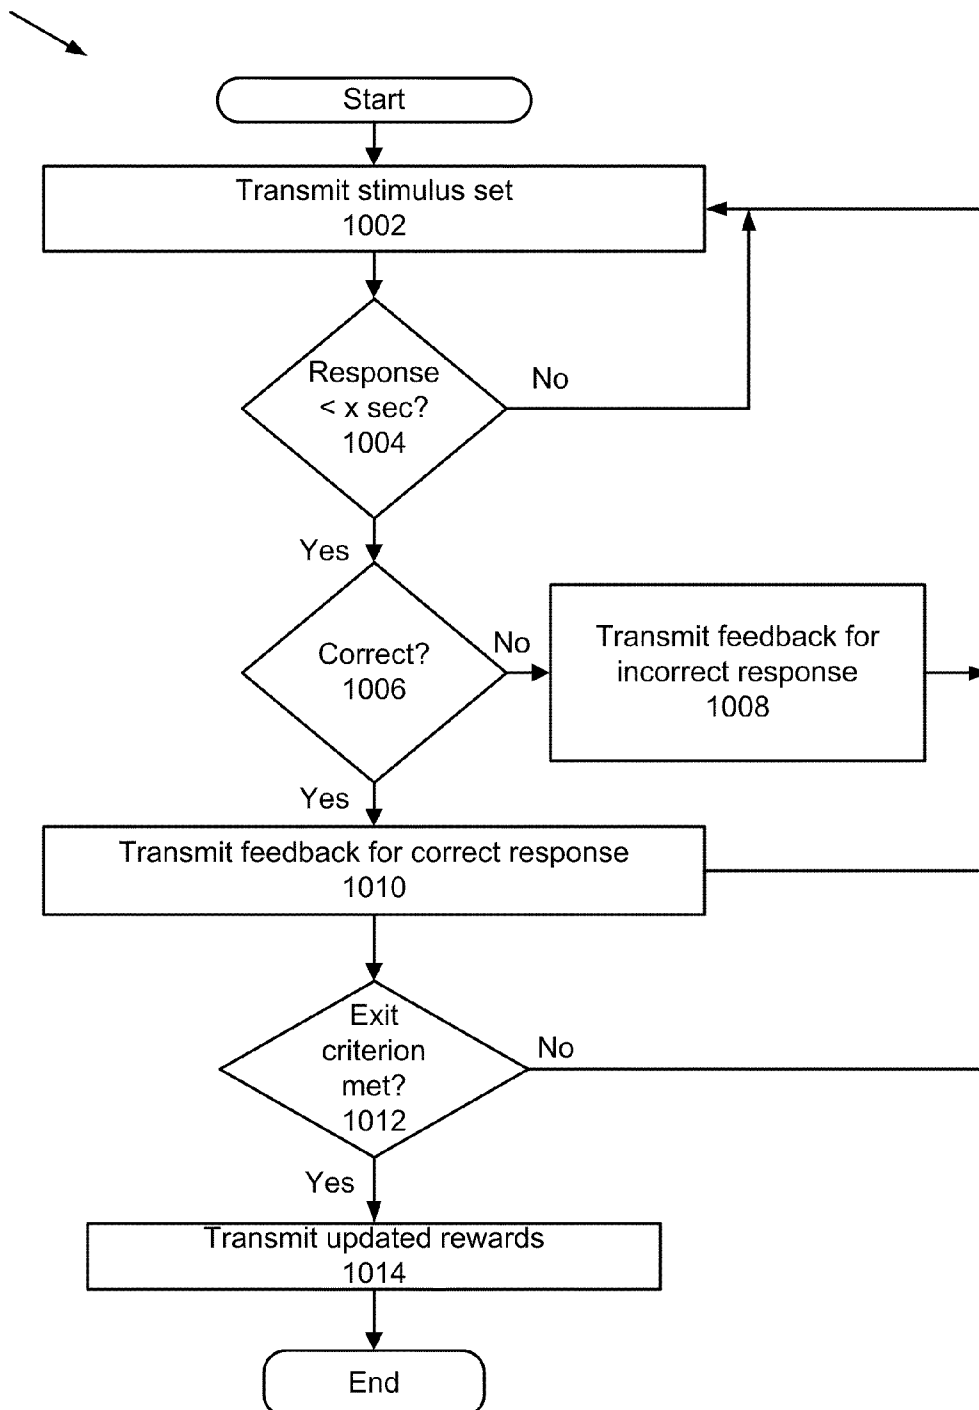 Start
Transmit stimulus set
1002
Response
< x sec?
1004
No
Yes
Correct?
1006
No
Transmit feedback for
incorrect response
1008
Yes
Transmit feedback for correct response
1010
Exit
criterion
met?
1012
No
Yes
Transmit updated rewards
1014
End